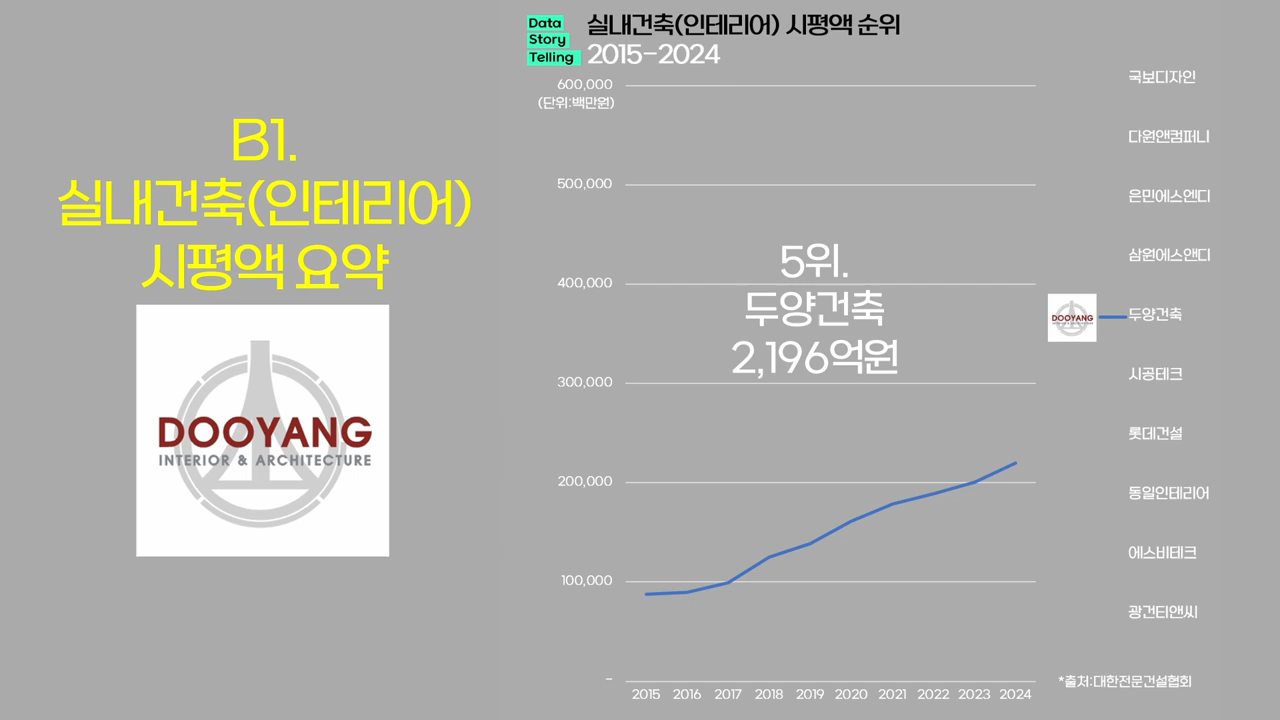 B1.
실내건축(인테리어)
시평액 요약
DOOYANG
INTERIOR & ARCHITECTURE
Data
Story
Telling
실내건축(인테리어) 시평액 순위
2015-2024
600,000
(단위:백만원)
500,000
400,000
300,000
200,000
100,000
-
5위.
두양건축
2,196억원
2015 2016 2017 2018 2019 2020 2021 2022 2023 2024
국보디자인
다원앤컴퍼니
은민에스엔디
삼원에스앤디
DOOYANG
INTERIOR & ARCHITECTURE
두양건축
시공테크
롯데건설
동일인테리어
에스비테크
광건티앤씨
*출처:대한전문건설협회